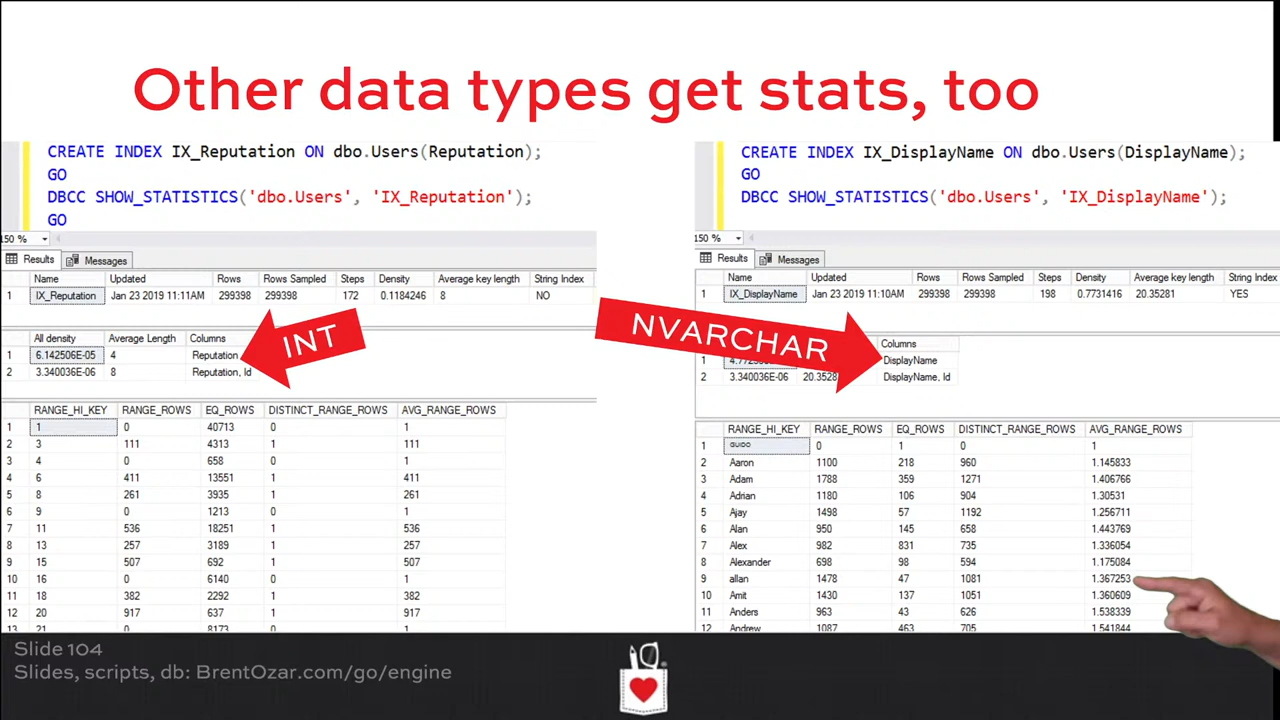 Other data types get stats, too
CREATE INDEX IX_Reputation ON dbo.Users(Reputation);
GO
DBCC SHOW_STATISTICS('dbo.Users', 'IX_Reputation');
GO
150 %
Results Messages
Name Updated Rows Rows Sampled Steps Density Average key length String Index
1 IX_Reputation Jan 23 2019 11:11AM 299398 299398 172 0.1184246 8 NO
All density Average Length Columns
1 6.142506E-05 4 Reputation
2 3.340036E-06 8 Reputation, Id
INT
RANGE_HI_KEY RANGE_ROWS EQ_ROWS DISTINCT_RANGE_ROWS AVG_RANGE_ROWS
1 1 0 40713 0 1
2 3 111 4313 1 111
3 4 0 658 0 1
4 6 411 13551 1 411
5 8 261 3935 1 261
6 9 0 1213 0 1
7 11 536 18251 1 536
8 13 257 3189 1 257
9 15 507 692 1 507
10 16 0 6140 0 1
11 18 382 2292 1 382
12 20 917 637 1 917
13 21 0 8173 0 1
CREATE INDEX IX_DisplayName ON dbo.Users(DisplayName);
GO
DBCC SHOW_STATISTICS('dbo.Users', 'IX_DisplayName');
150 %
Results Messages
Name Updated Rows Rows Sampled Steps Density Average key length String Index
1 IX_DisplayName Jan 23 2019 11:10AM 299398 299398 198 0.7731416 20.35281 YES
NVARCHAR
Columns
1 DisplayName
2 3.340036E-06 20.3528 DisplayName, Id
RANGE_HI_KEY RANGE_ROWS EQ_ROWS DISTINCT_RANGE_ROWS AVG_RANGE_ROWS
1 0 1 0 1
2 Aaron 1100 218 960 1.145833
3 Adam 1788 359 1271 1.406766
4 Adrian 1180 106 904 1.30531
5 Ajay 1498 57 1192 1.256711
6 Alan 950 145 658 1.443769
7 Alex 982 831 735 1.336054
8 Alexander 698 98 594 1.175084
9 allan 1478 47 1081 1.367253
10 Amit 1430 137 1051 1.360609
11 Anders 963 43 626 1.538339
12 Andrew 1087 463 705 1.541844
Slide 104
Slides, scripts, db: BrentOzar.com/go/engine